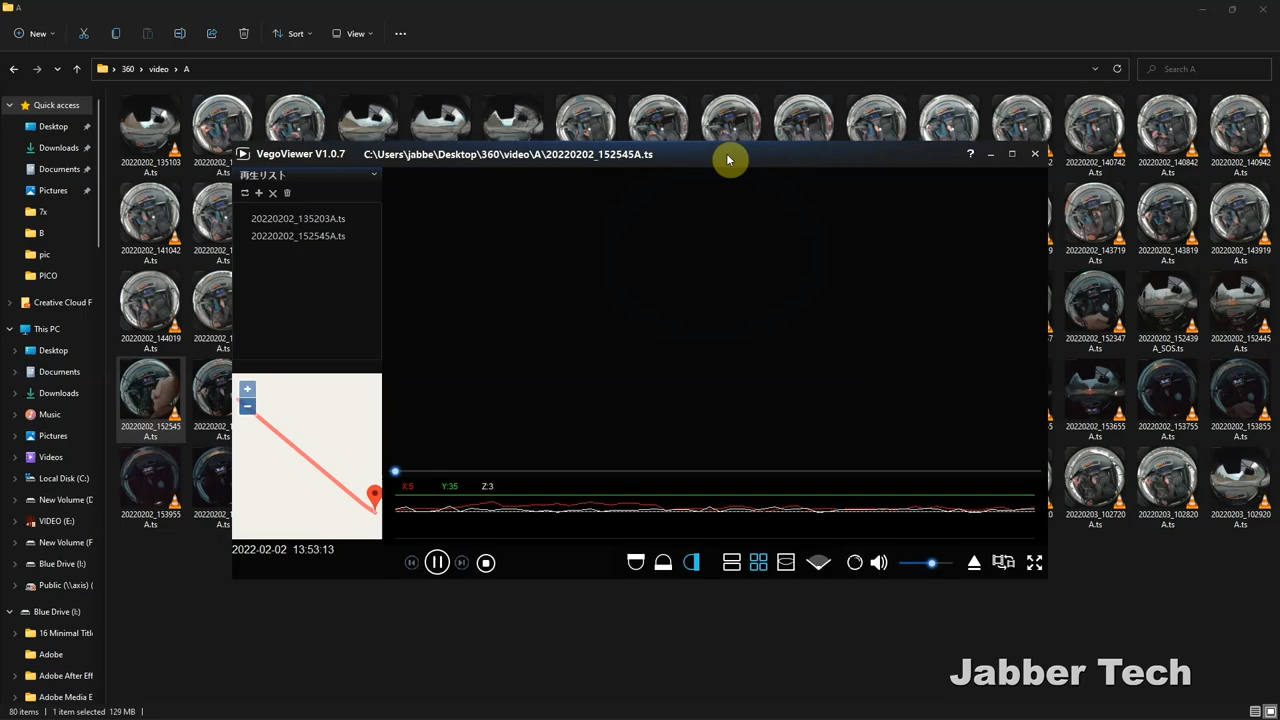 A
New
Sort
View
360 > video > A
Search A
Quick access
Desktop
Downloads
Documents
Pictures
7x
B
pic
PICO
Creative Cloud F
This PC
Desktop
Documents
Downloads
Music
Pictures
Videos
Local Disk (C:)
New Volume (D
VIDEO (E:)
New Volume (F
Blue Drive (I:)
Public (\\axis)
Blue Drive (I:)
16 Minimal Title
Adobe
Adobe After Eff
Adobe Media E
VegoViewer V1.0.7
C:\Users\jabbe\Desktop\360\video\A\20220202_152545A.ts
再生リスト
20220202_135203A.ts
20220202_152545A.ts
+
−
2022-02-02 13:53:13
X:5 Y:35 Z:3
20220202_135103
A.ts
20220202_140742
A.ts
20220202_140842
A.ts
20220202_140942
A.ts
20220202_141042
A.ts
20220202_143719
A.ts
20220202_143819
A.ts
20220202_143919
A.ts
20220202_144019
A.ts
20220202_152347
A.ts
20220202_152439
A_SOS.ts
20220202_152445
A.ts
20220202_152545
A.ts
20220203_153655
A.ts
20220203_153755
A.ts
20220203_153855
A.ts
20220203_153955
A.ts
20220203_102720
A.ts
20220203_102820
A.ts
20220203_102920
A.ts
Jabber Tech
80 items
1 item selected 129 MB